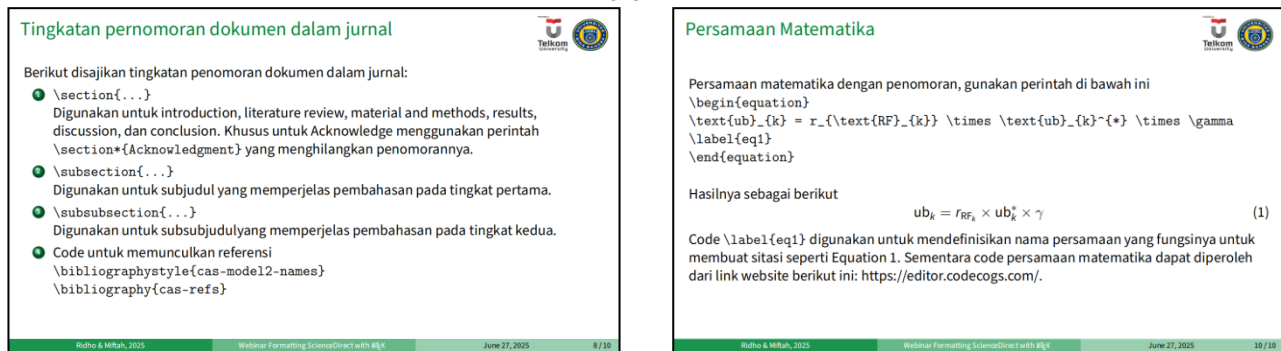 Tingkatan pernomoran dokumen dalam jurnal
Telkom
University
Berikut disajikan tingkatan penomoran dokumen dalam jurnal:
1 \section{...}
Digunakan untuk introduction, literature review, material and methods, results,
discussion, dan conclusion. Khusus untuk Acknowledge menggunakan perintah
\section*{Acknowledgment} yang menghilangkan penomorannya.
2 \subsection{...}
Digunakan untuk subjudul yang memperjelas pembahasan pada tingkat pertama.
3 \subsubsection{...}
Digunakan untuk subsubjudulyang memperjelas pembahasan pada tingkat kedua.
4 Code untuk memunculkan referensi
\bibliographystyle{cas-model2-names}
\bibliography{cas-refs}
Ridho & Miftah, 2025 Webinar Formatting ScienceDirect with LATEX June 27, 2025 8 / 10
Persamaan Matematika
Telkom
University
Persamaan matematika dengan penomoran, gunakan perintah di bawah ini
\begin{equation}
\text{ub}_{k} = r_{\text{RF}_{k}} \times \text{ub}_{k}^{*} \times \gamma
\label{eq1}
\end{equation}
Hasilnya sebagai berikut
ub_k = r_{RF_k} × ub_k^* × γ (1)
Code \label{eq1} digunakan untuk mendefinisikan nama persamaan yang fungsinya untuk
membuat sitasi seperti Equation 1. Sementara code persamaan matematika dapat diperoleh
dari link website berikut ini: https://editor.codecogs.com/.
Ridho & Miftah, 2025 Webinar Formatting ScienceDirect with LATEX June 27, 2025 10 / 10